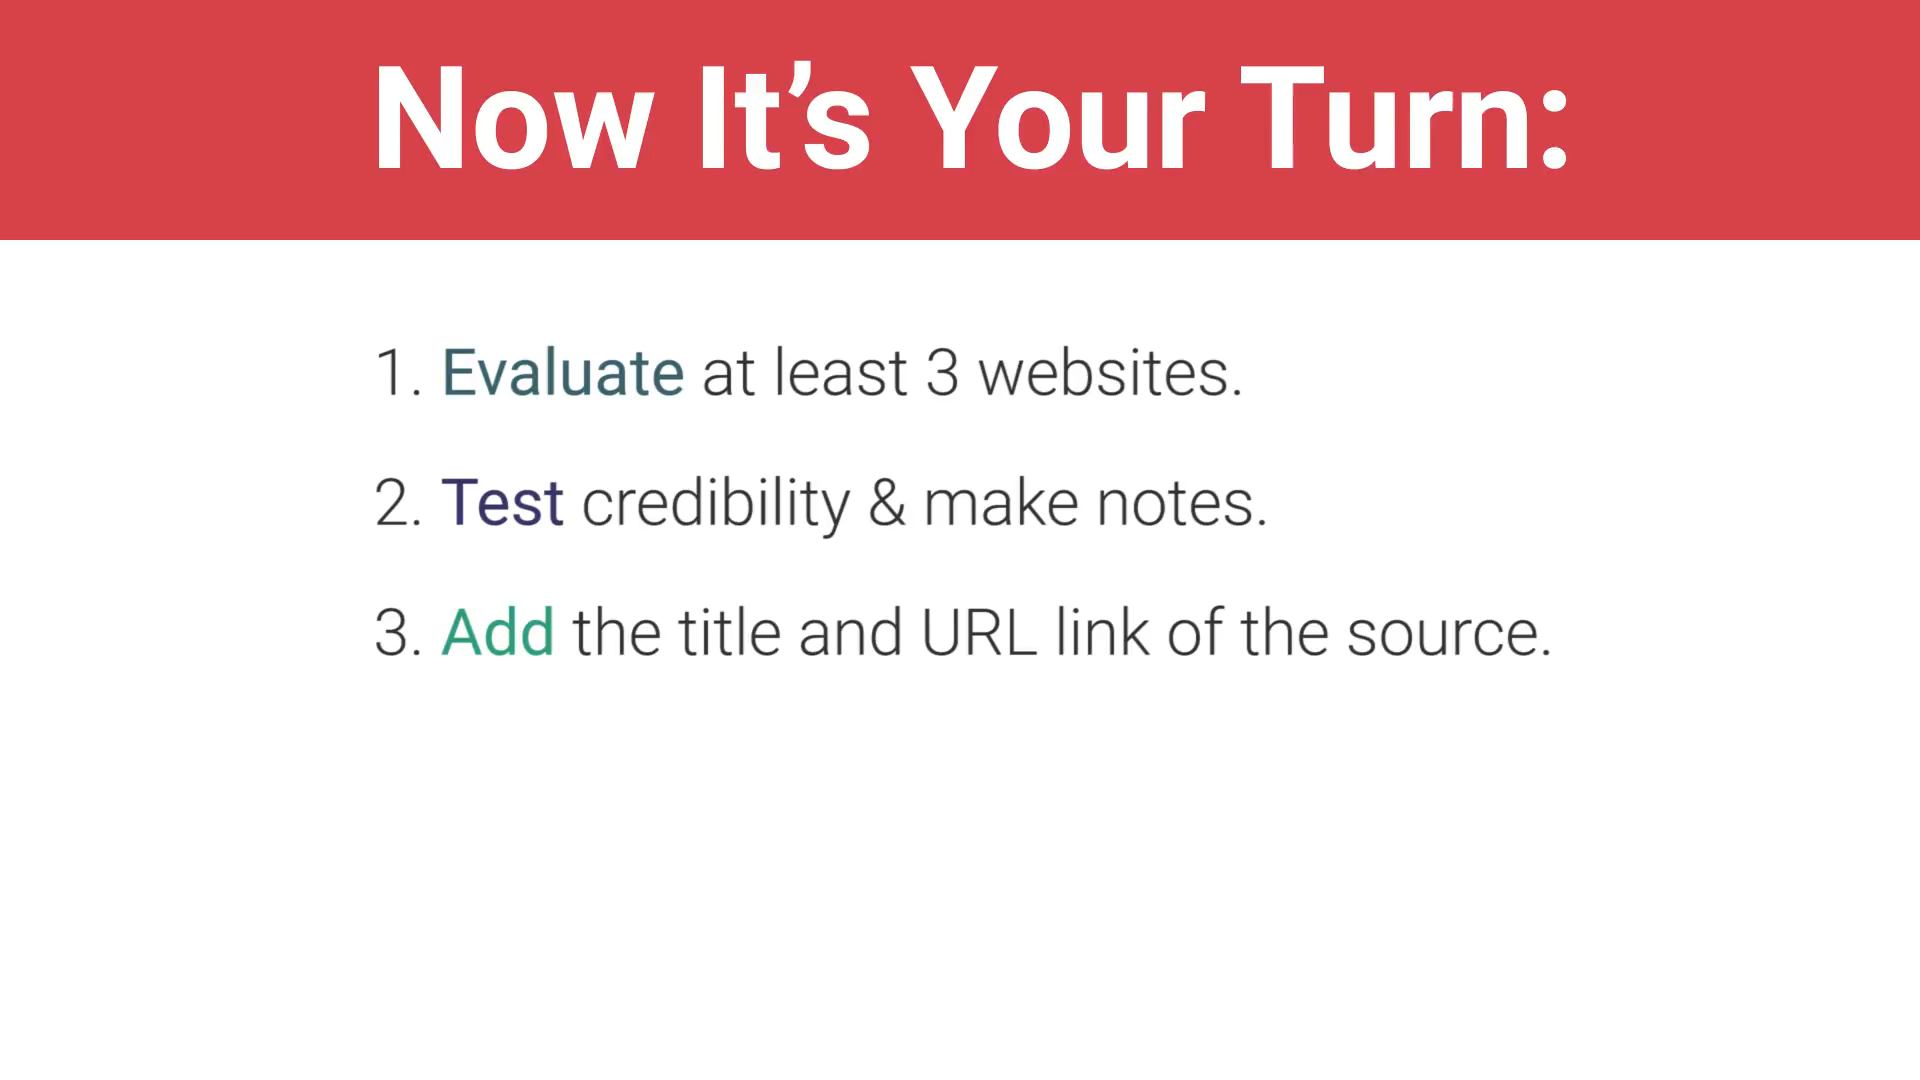 Now It’s Your Turn:
1. Evaluate at least 3 websites.
2. Test credibility & make notes.
3. Add the title and URL link of the source.